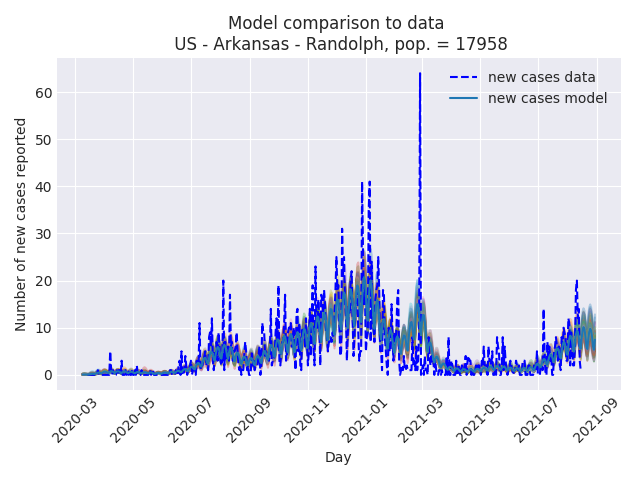 Model comparison to data
US - Arkansas - Randolph, pop. = 17958
new cases data
new cases model
Number of new cases reported
60
50
40
30
20
10
0
2020-03
2020-05
2020-07
2020-09
2020-11
2021-01
2021-03
2021-05
2021-07
2021-09
Day